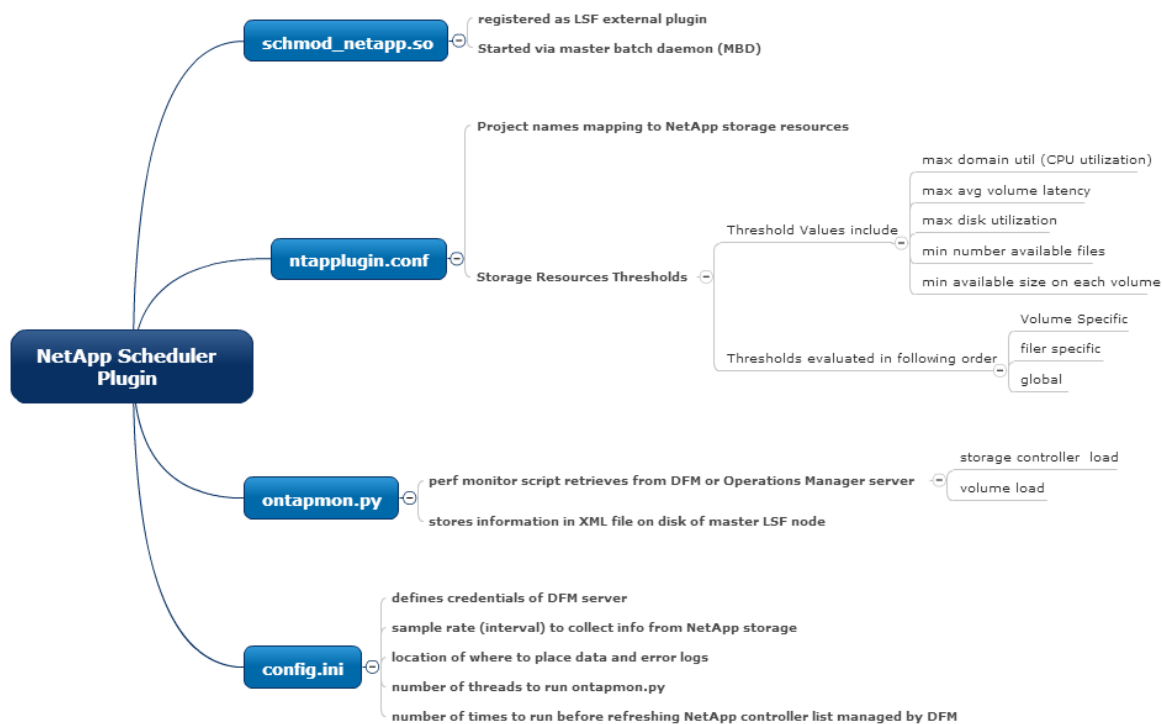 schmod_netapp.so
registered as LSF external plugin
Started via master batch daemon (MBD)
Project names mapping to NetApp storage resources
ntapplugin.conf
Storage Resources Thresholds
Threshold Values include
max domain util (CPU utilization)
max avg volume latency
max disk utilization
min number available files
min available size on each volume
Thresholds evaluated in following order
Volume Specific
filer specific
global
NetApp Scheduler
Plugin
ontapmon.py
perf monitor script retrieves from DFM or Operations Manager server
storage controller load
volume load
stores information in XML file on disk of master LSF node
config.ini
defines credentials of DFM server
sample rate (interval) to collect info from NetApp storage
location of where to place data and error logs
number of threads to run ontapmon.py
number of times to run before refreshing NetApp controller list managed by DFM